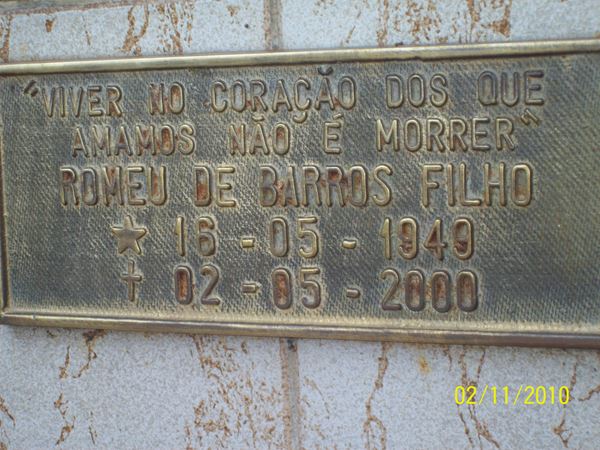 "VIVER NO CORAÇÃO DOS QUE
AMAMOS NÃO É MORRER"
ROMEU DE BARROS FILHO
★ 16-05-1949
✝ 02-05-2000
02/11/2010